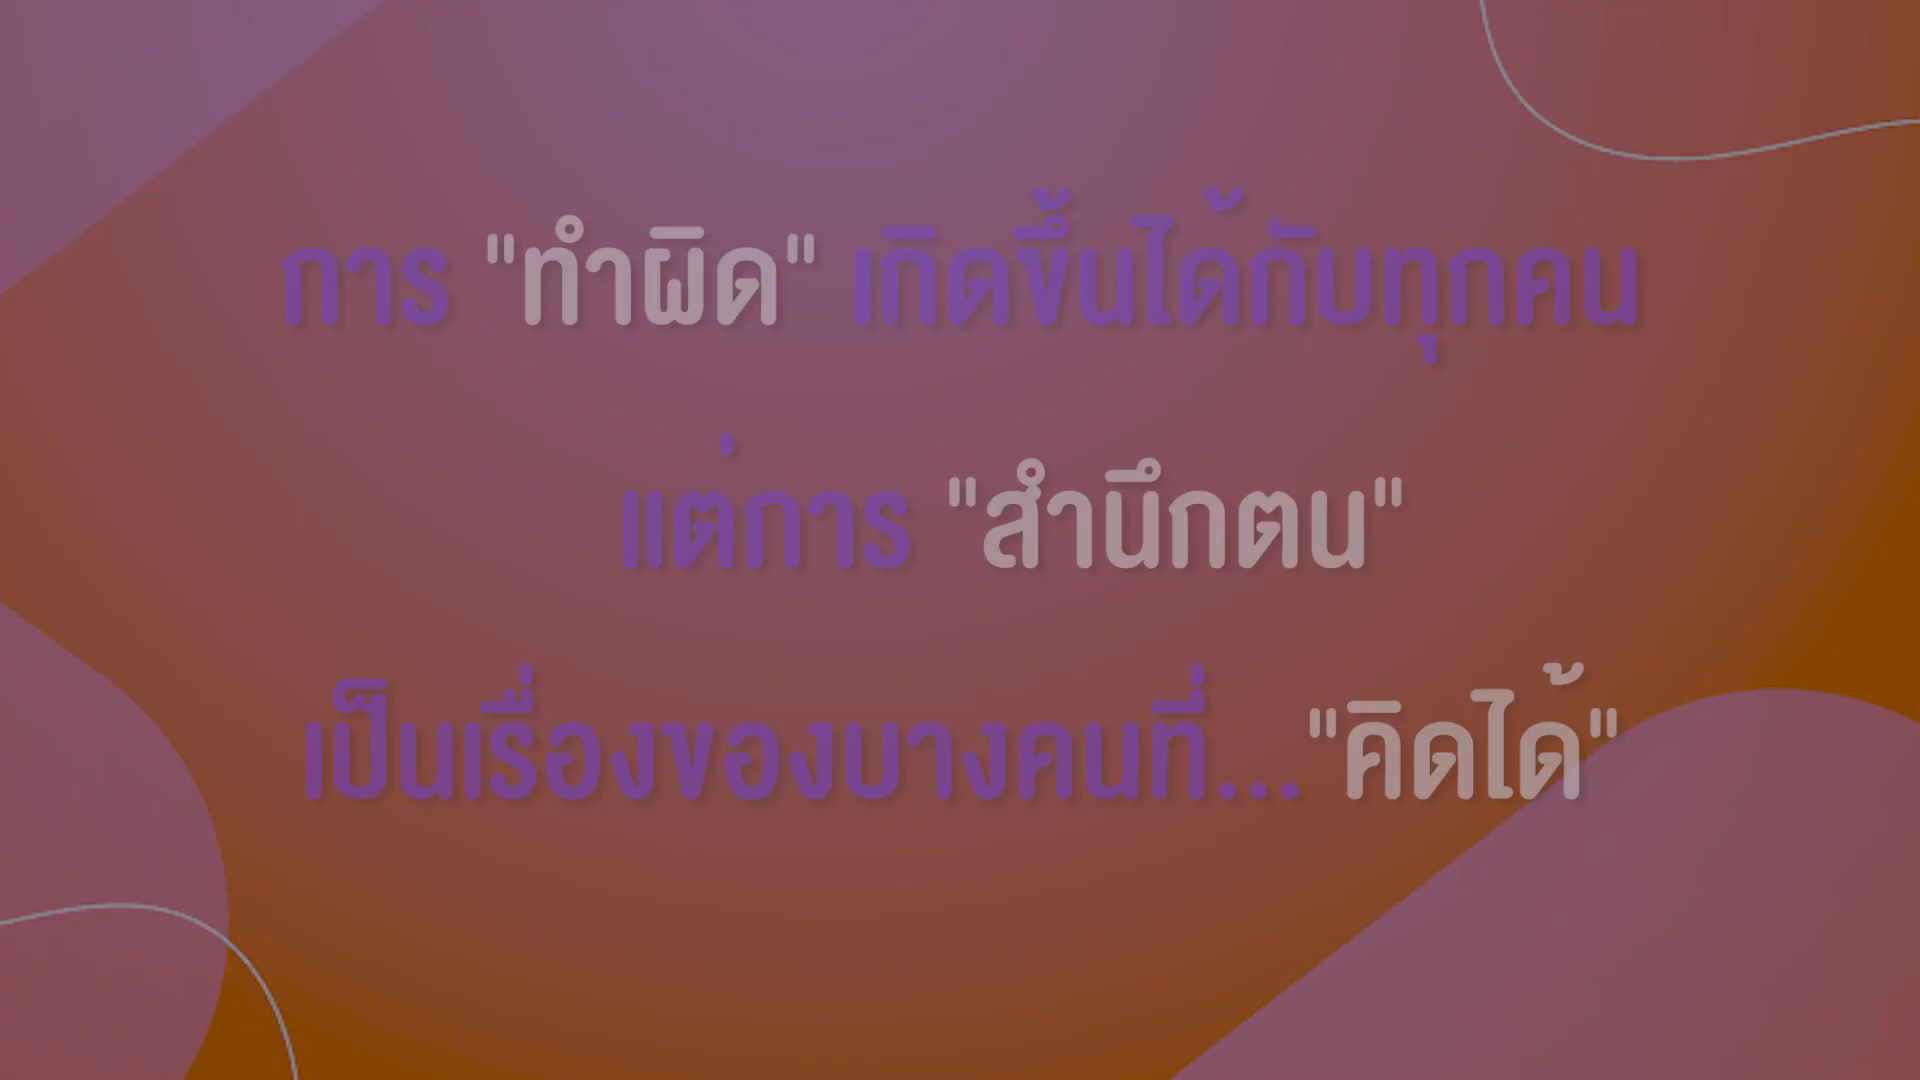 การ "ทำผิด" เกิดขึ้นได้กับทุกคน
แต่การ "สำนึกตน"
เป็นเรื่องของบางคนที่... "คิดได้"